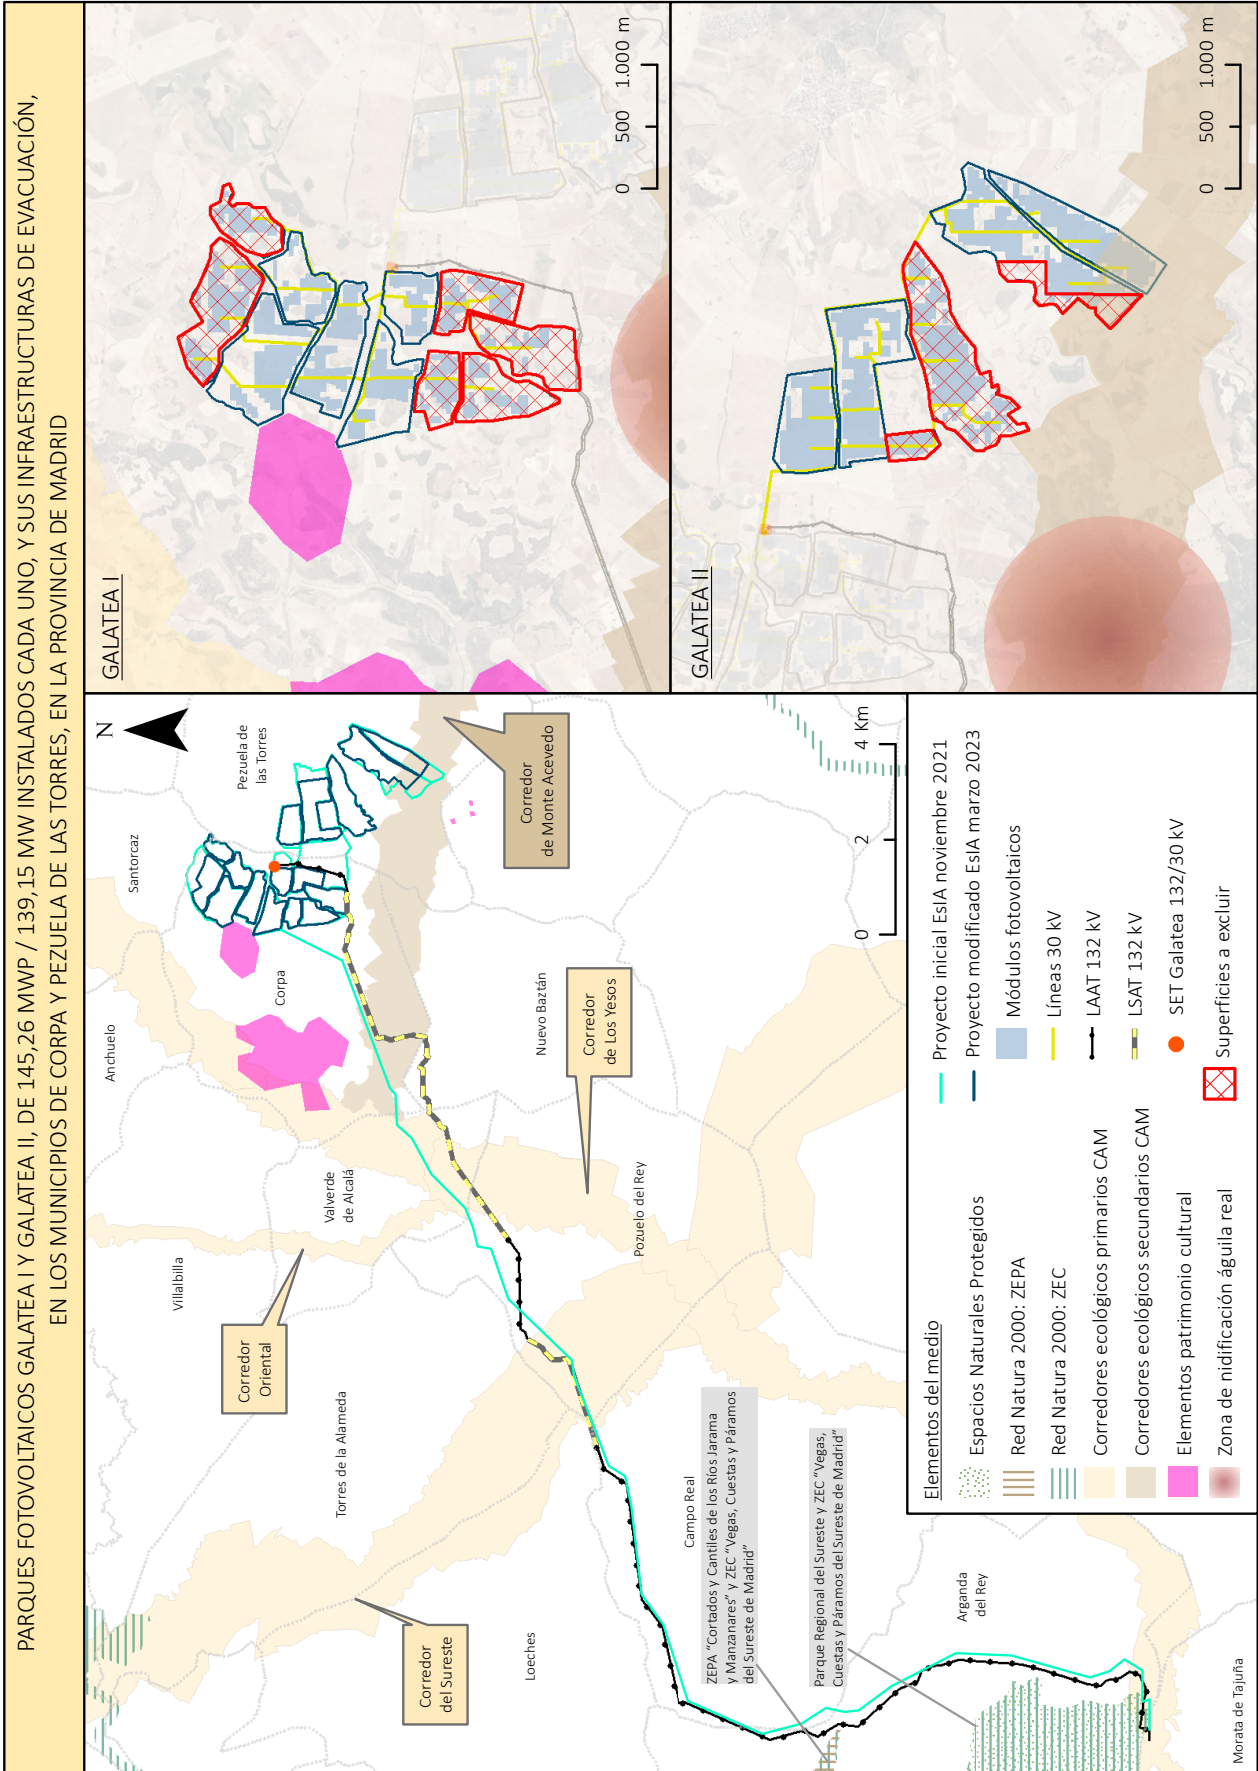 PARQUES FOTOVOLTAICOS GALATEA I Y GALATEA II, DE 145,26 MWP / 139,15 MW INSTALADOS CADA UNO, Y SUS INFRAESTRUCTURAS DE EVACUACIÓN,
EN LOS MUNICIPIOS DE CORPA Y PEZUELA DE LAS TORRES, EN LA PROVINCIA DE MADRID
N
Santorcaz
Pezuela de
las Torres
Anchuelo
Corpa
Villalbilla
Valverde
de Alcalá
Corredor
Oriental
Corredor
de Monte Acevedo
Nuevo Baztán
Corredor
de Los Yesos
Pozuelo del Rey
Torres de la Alameda
Corredor
del Sureste
Loeches
Campo Real
ZEPA "Cortados y Cantiles de los Ríos Jarama
y Manzanares" y ZEC "Vegas, Cuestas y Páramos
del Sureste de Madrid"
Parque Regional del Sureste y ZEC "Vegas,
Cuestas y Páramos del Sureste de Madrid"
Arganda
del Rey
Morata de Tajuña
0 2 4 Km
GALATEA I
0 500 1.000 m
GALATEA II
0 500 1.000 m
Elementos del medio
Espacios Naturales Protegidos
Red Natura 2000: ZEPA
Red Natura 2000: ZEC
Corredores ecológicos primarios CAM
Corredores ecológicos secundarios CAM
Elementos patrimonio cultural
Zona de nidificación águila real
Proyecto inicial EsIA noviembre 2021
Proyecto modificado EsIA marzo 2023
Módulos fotovoltaicos
Líneas 30 kV
LAAT 132 kV
LSAT 132 kV
SET Galatea 132/30 kV
Superficies a excluir